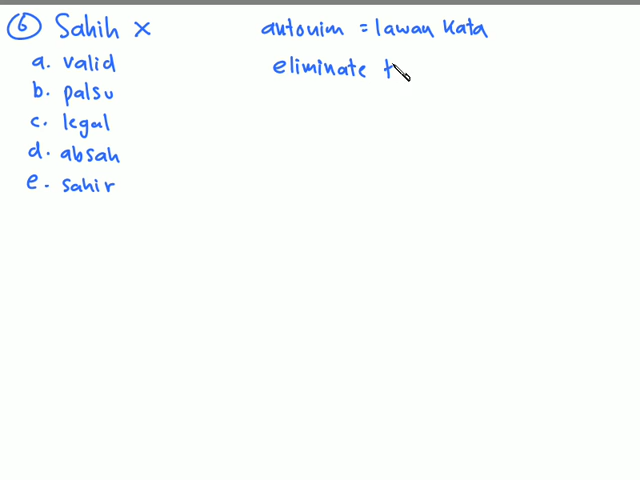 6 Sahih x
antonim = lawan kata
eliminate t
a. valid
b. palsu
c. legal
d. absah
e. sahir